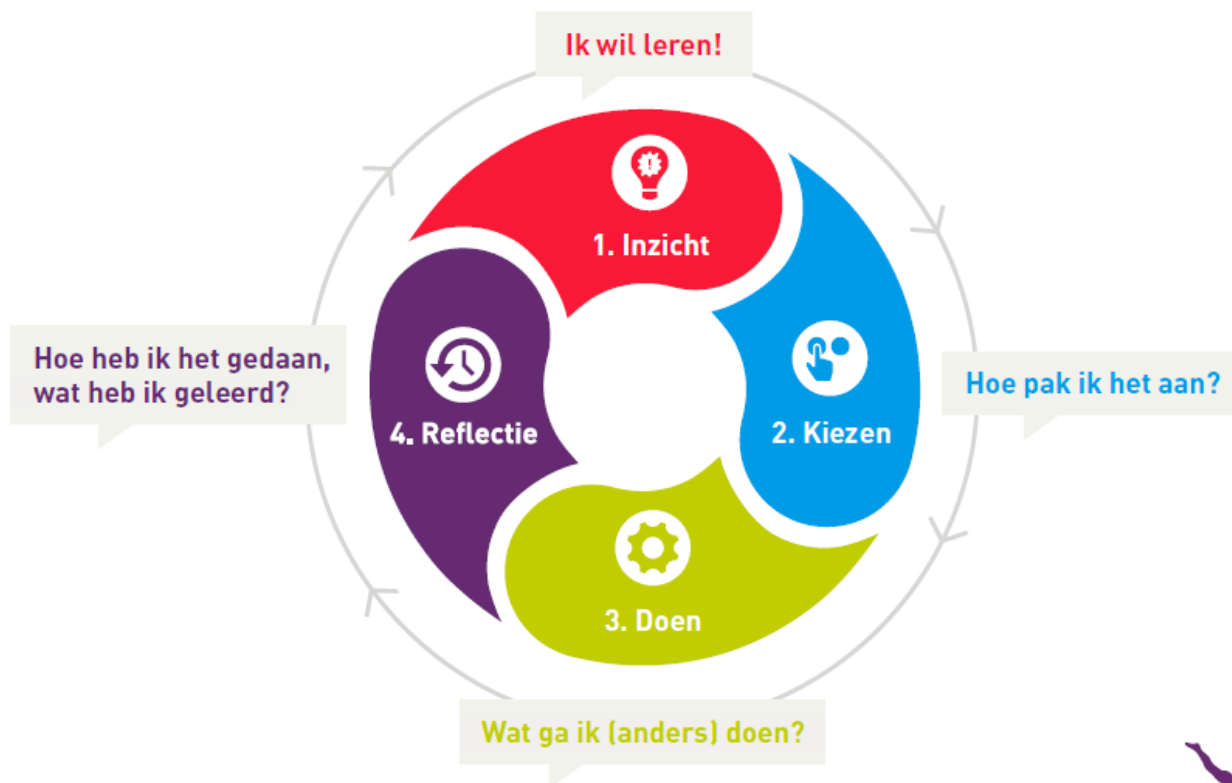 Ik wil leren!
1. Inzicht
Hoe heb ik het gedaan,
wat heb ik geleerd?
Hoe pak ik het aan?
4. Reflectie
2. Kiezen
3. Doen
Wat ga ik (anders) doen?